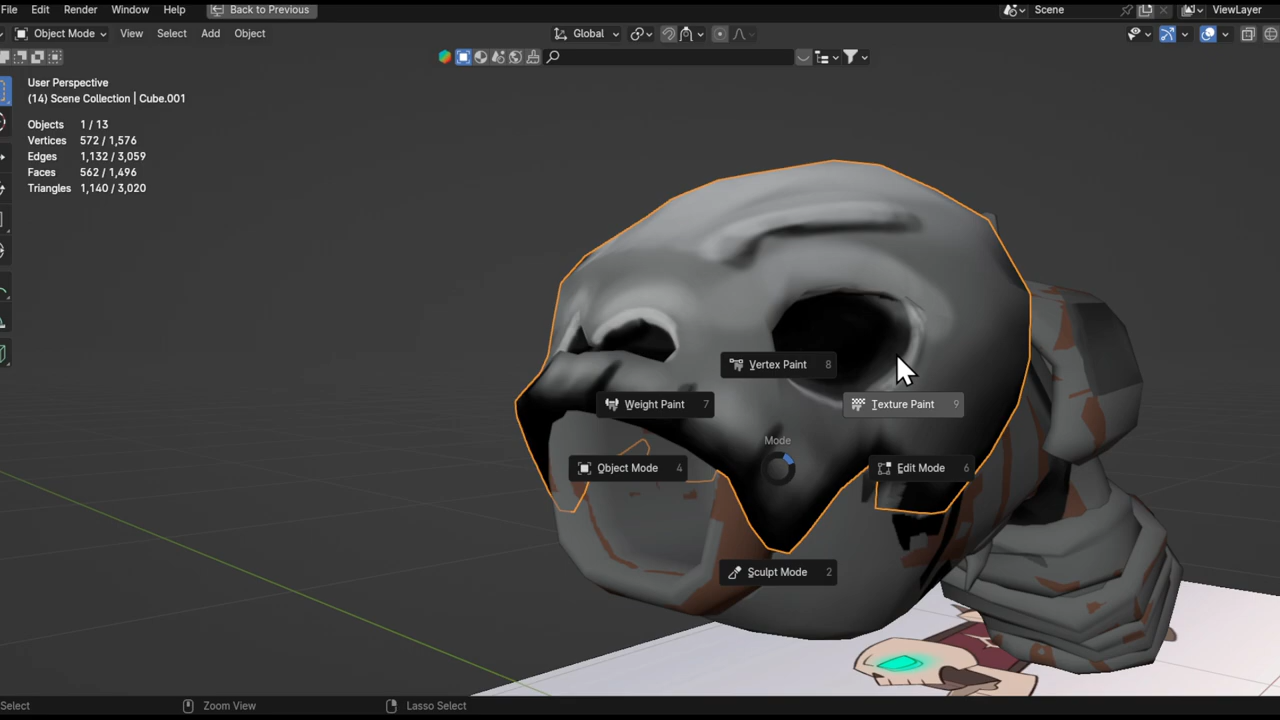 File Edit Render Window Help Back to Previous Scene ViewLayer
Object Mode View Select Add Object Global
User Perspective
(14) Scene Collection | Cube.001
Objects 1 / 13
Vertices 572 / 1,576
Edges 1,132 / 3,059
Faces 562 / 1,496
Triangles 1,140 / 3,020
Vertex Paint 8
Weight Paint 7
Texture Paint 9
Mode
Object Mode 4
Edit Mode 6
Sculpt Mode 2
Select Zoom View Lasso Select